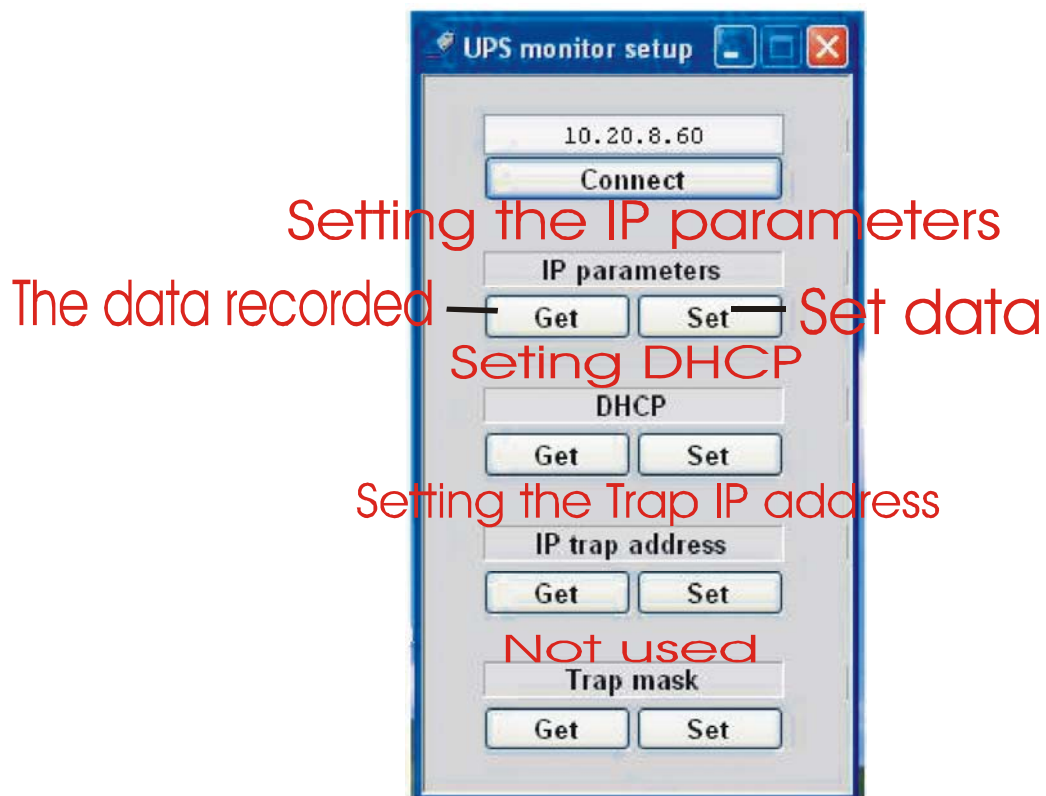 UPS monitor setup
10.20.8.60
Connect
Setting the IP parameters
IP parameters
The data recorded Get Set Set data
Seting DHCP
DHCP
Get Set
Setting the Trap IP address
IP trap address
Get Set
Not used
Trap mask
Get Set